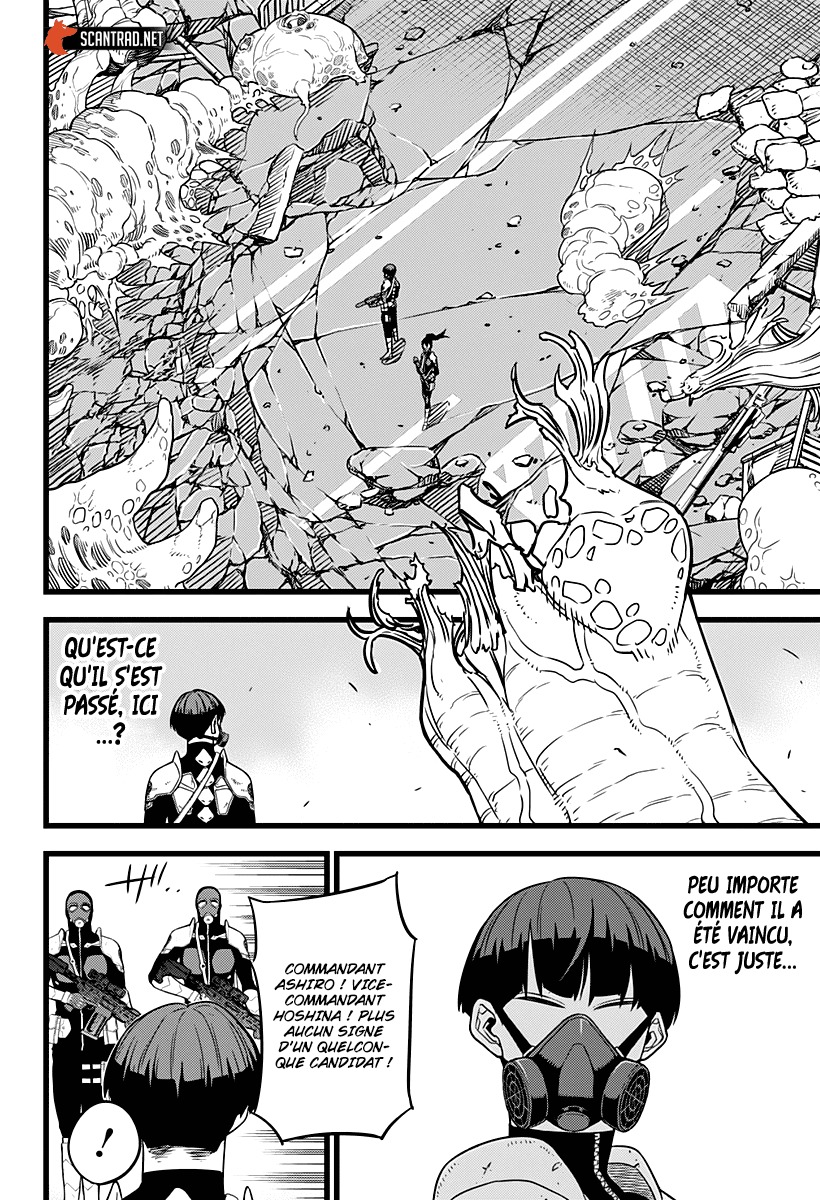 SCANTRAD.NET
QU'EST-CE
QU'IL S'EST
PASSÉ, ICI
...?
PEU IMPORTE
COMMENT IL A
ÉTÉ VAINCU,
C'EST JUSTE...
COMMANDANT
ASHIRO ! VICE-
COMMANDANT
HOSHINA ! PLUS
AUCUN SIGNE
D'UN QUELCON-
QUE CANDIDAT !
!